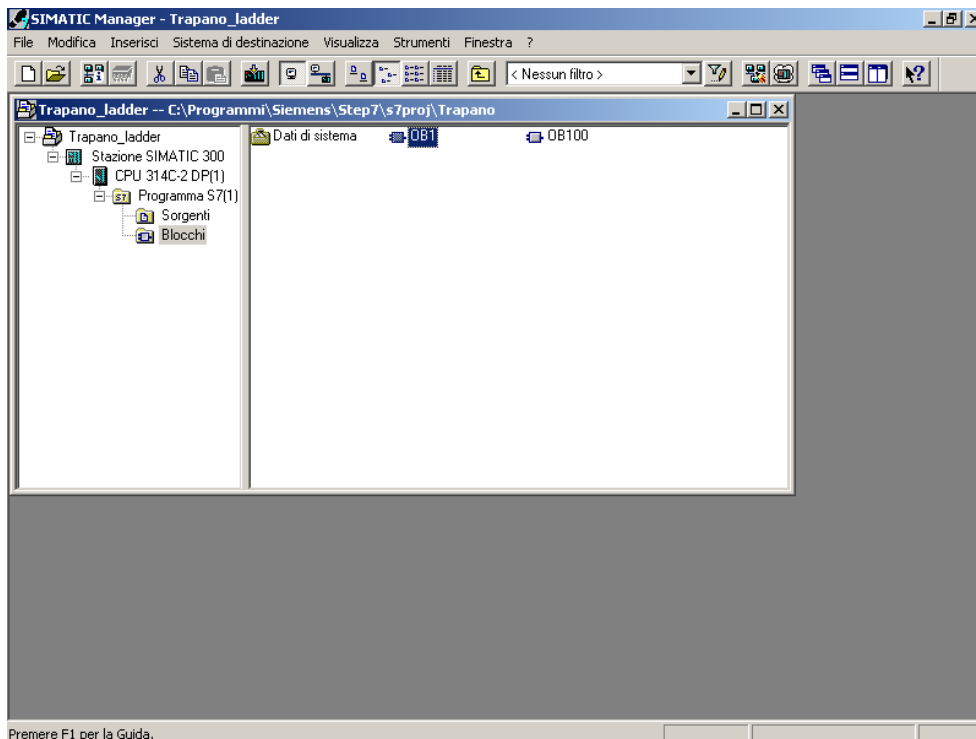 SIMATIC Manager - Trapano_ladder
File Modifica Inserisci Sistema di destinazione Visualizza Strumenti Finestra ?
< Nessun filtro >
Trapano_ladder -- C:\Programmi\Siemens\Step7\s7proj\Trapano
Trapano_ladder
Stazione SIMATIC 300
CPU 314C-2 DP(1)
Programma S7(1)
Sorgenti
Blocchi
Dati di sistema OB1 OB100
Premere F1 per la Guida.